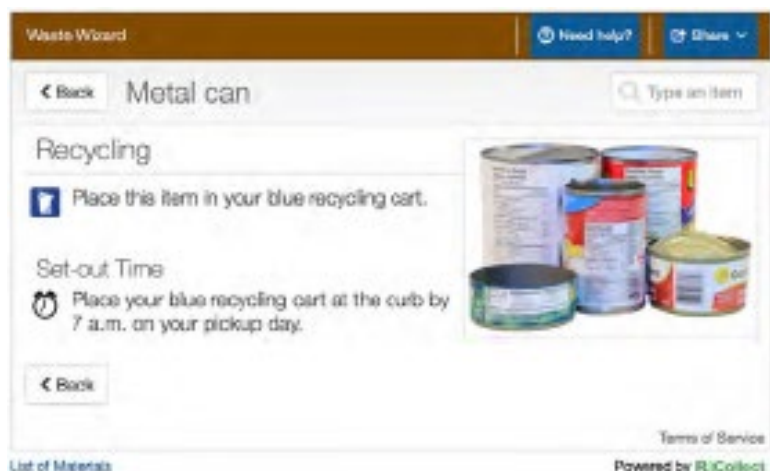 Waste Wizard
Need help?
Share
Back
Metal can
Type an item
Recycling
Place this item in your blue recycling cart.
Set-out Time
Place your blue recycling cart at the curb by
7 a.m. on your pickup day.
Back
Terms of Service
List of Materials
Powered by ReCollect